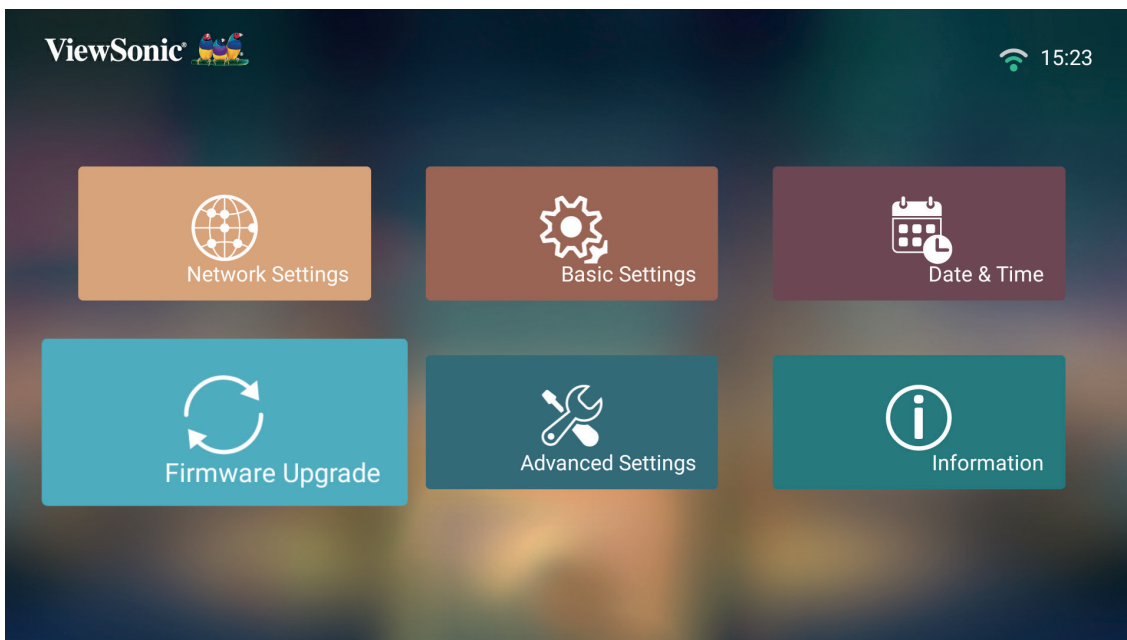 ViewSonic®
15:23
Network Settings
Basic Settings
Date & Time
Firmware Upgrade
Advanced Settings
Information